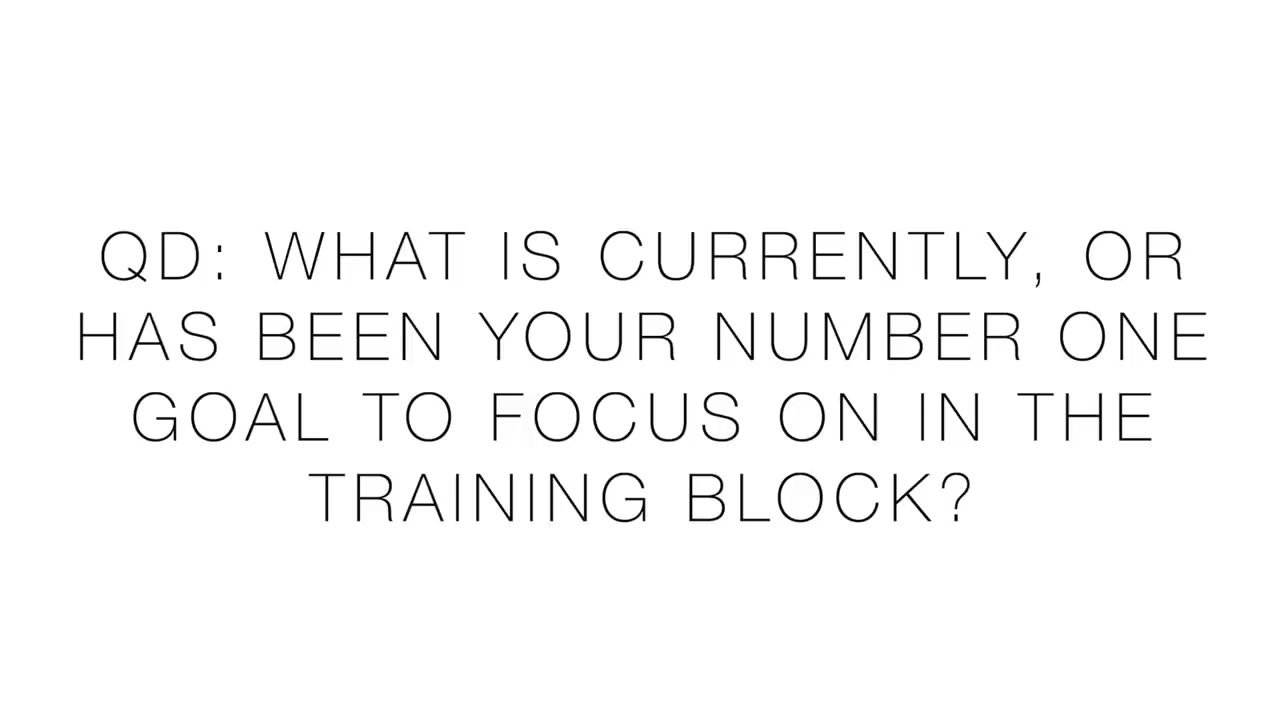 QD: WHAT IS CURRENTLY, OR
HAS BEEN YOUR NUMBER ONE
GOAL TO FOCUS ON IN THE
TRAINING BLOCK?